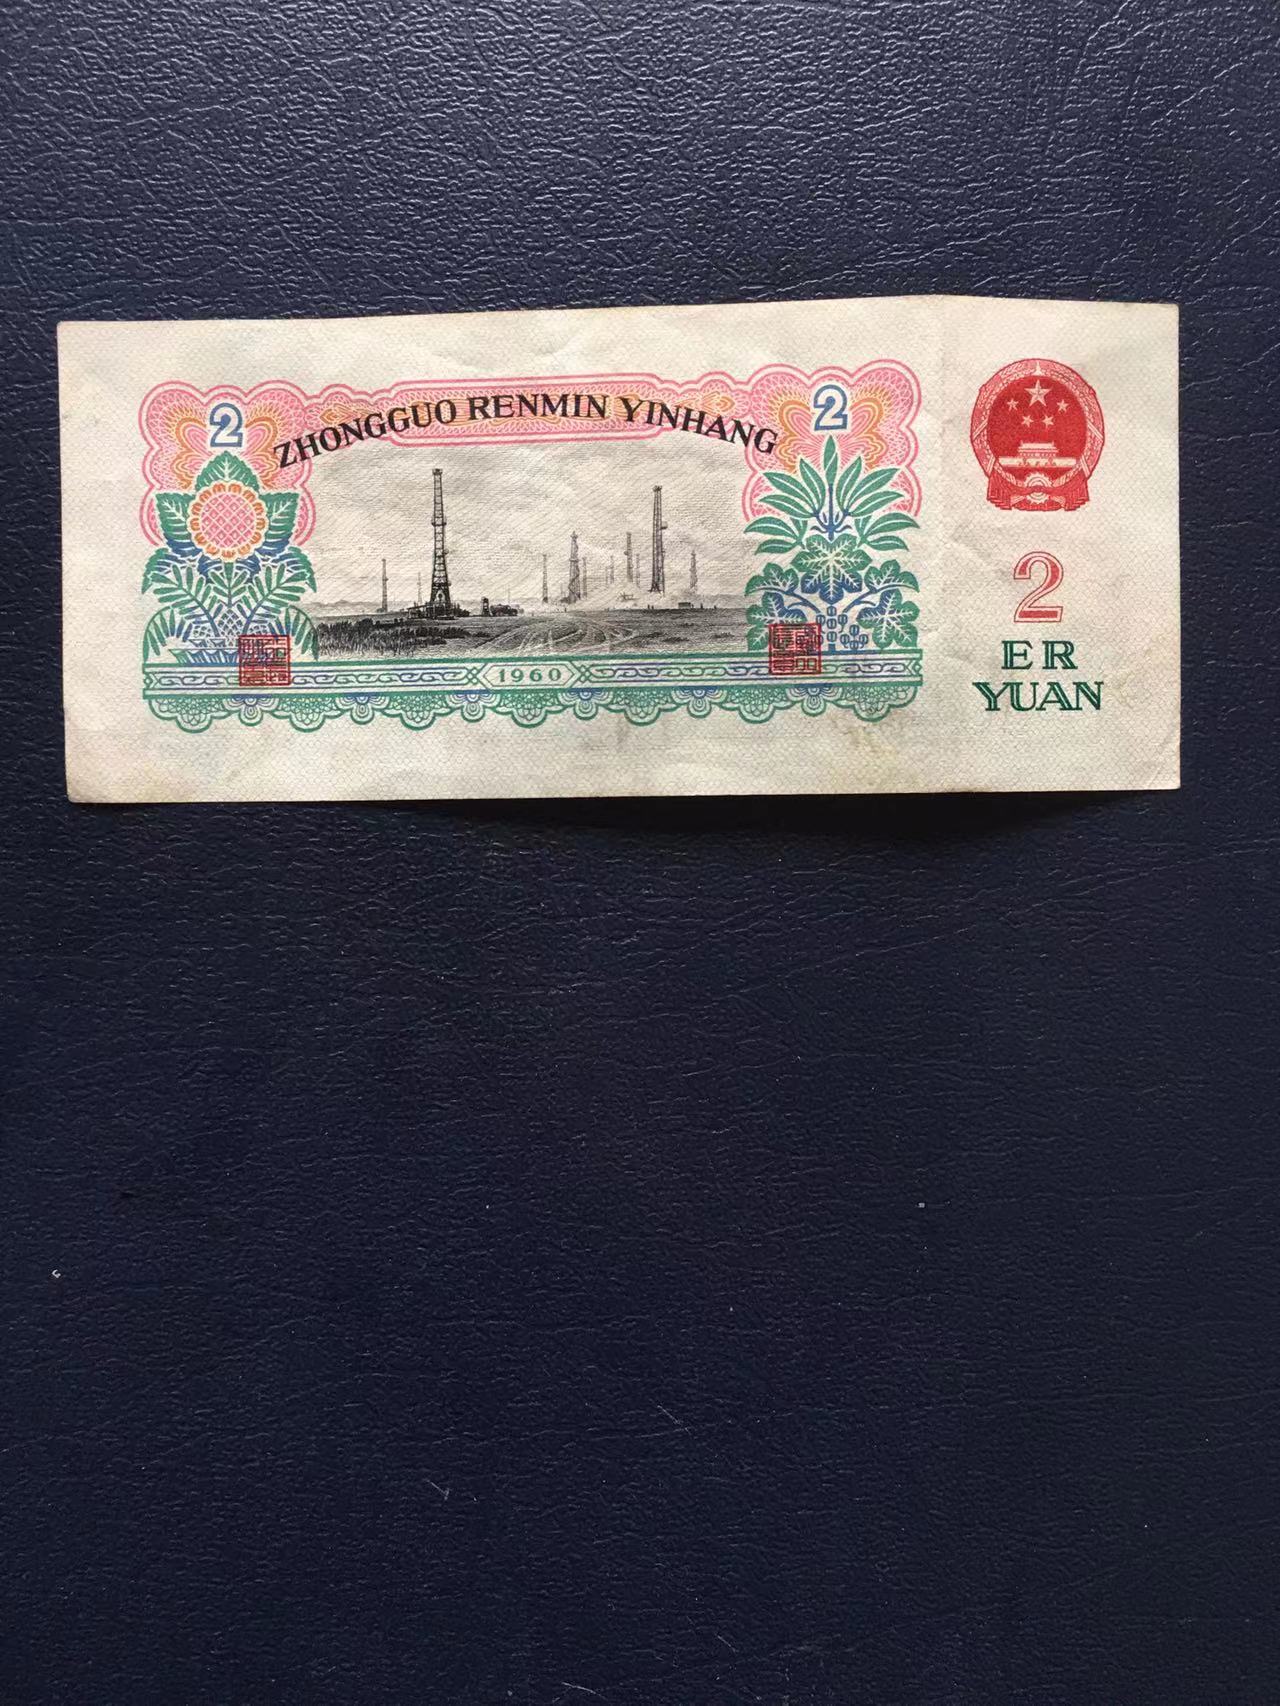 2
ZHONGGUO RENMIN YINHANG
2
1960
2
ER
YUAN